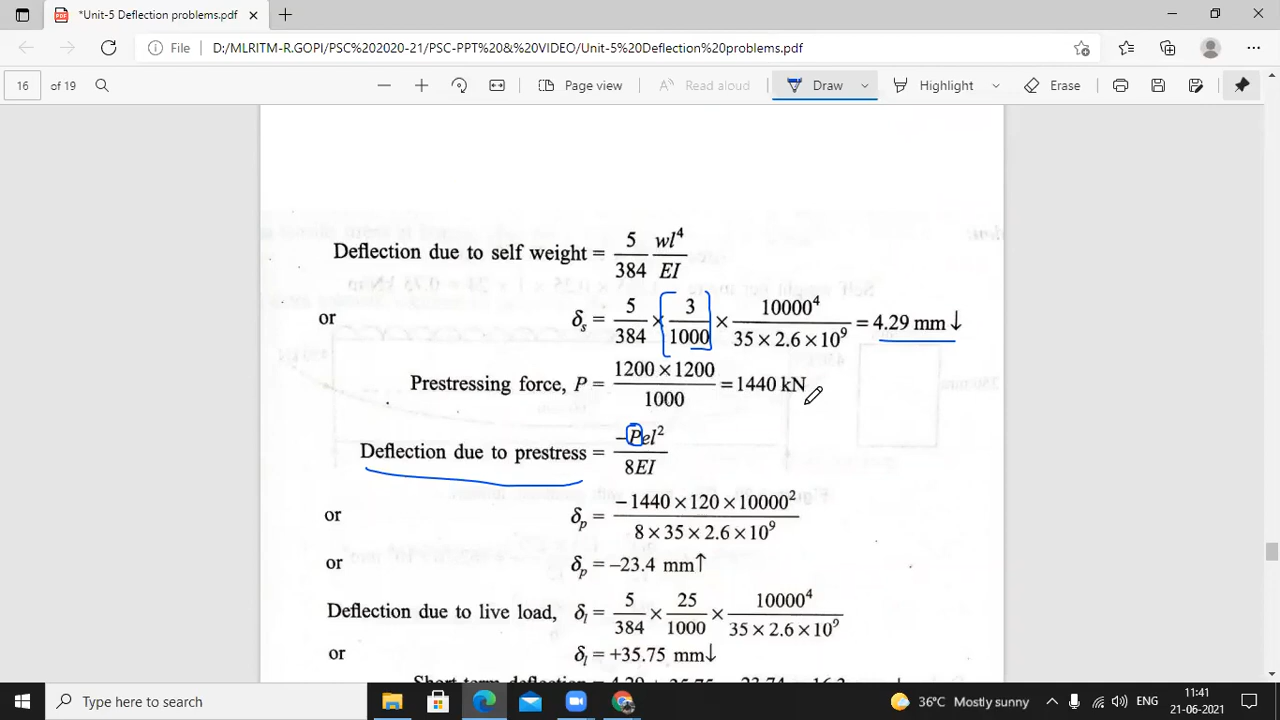 *Unit-5 Deflection problems.pdf
File D:/MLRITM-R.GOPI/PSC%202020-21/PSC-PPT%20&%20VIDEO/Unit-5%20Deflection%20problems.pdf
16 of 19 Page view Read aloud Draw Highlight Erase
Deflection due to self weight = 5/384 wl⁴/EI
or δs = 5/384 × 3/1000 × 10000⁴/35 × 2.6 × 10⁹ = 4.29 mm↓
Prestressing force, P = 1200 × 1200/1000 = 1440 kN
Deflection due to prestress = −Pel²/8EI
or δp = −1440 × 120 × 10000²/8 × 35 × 2.6 × 10⁹
or δp = −23.4 mm↑
Deflection due to live load, δl = 5/384 × 25/1000 × 10000⁴/35 × 2.6 × 10⁹
or δl = +35.75 mm↓
Type here to search
36°C Mostly sunny
ENG
11:41
21-06-2021